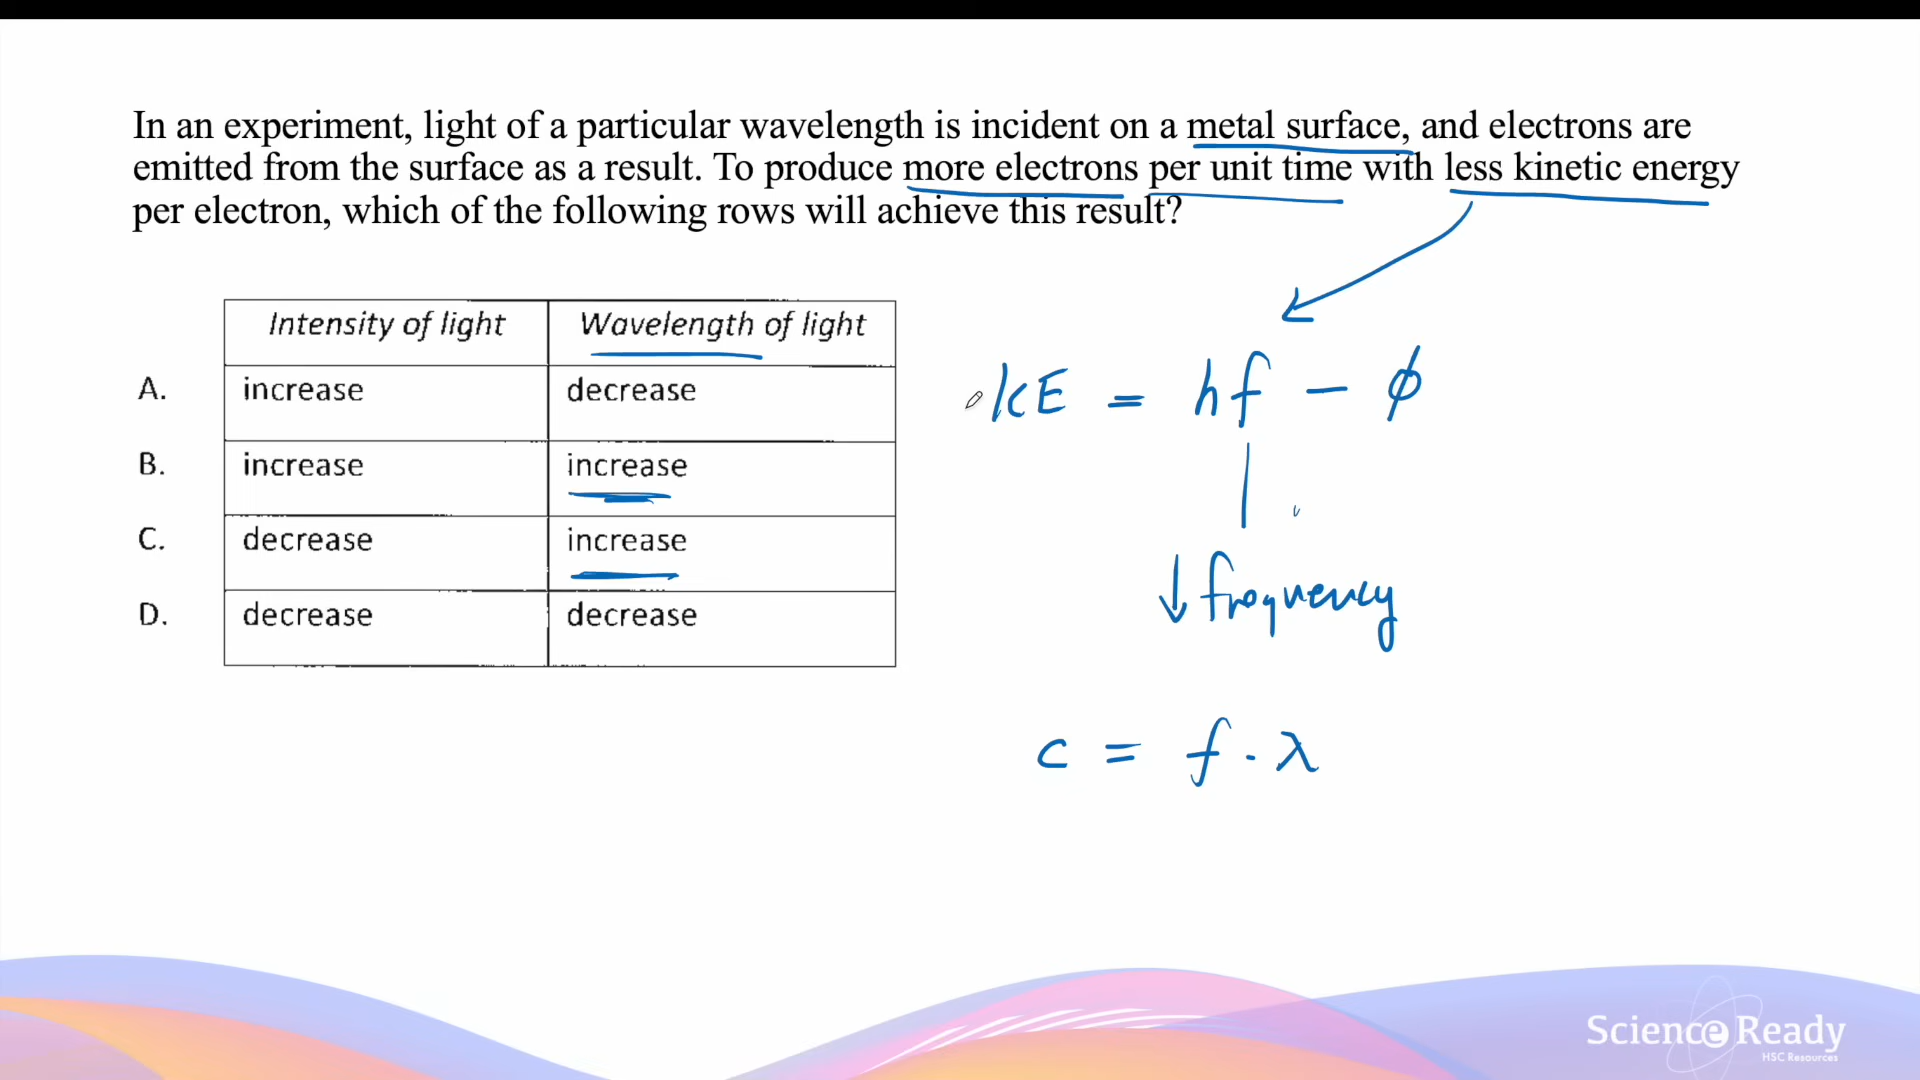 In an experiment, light of a particular wavelength is incident on a metal surface, and electrons are
emitted from the surface as a result. To produce more electrons per unit time with less kinetic energy
per electron, which of the following rows will achieve this result?
Intensity of light Wavelength of light
A. increase decrease
B. increase increase
C. decrease increase
D. decrease decrease
KE = hf - ϕ
↓ frequency
c = f . λ
Science Ready
HSC Resources